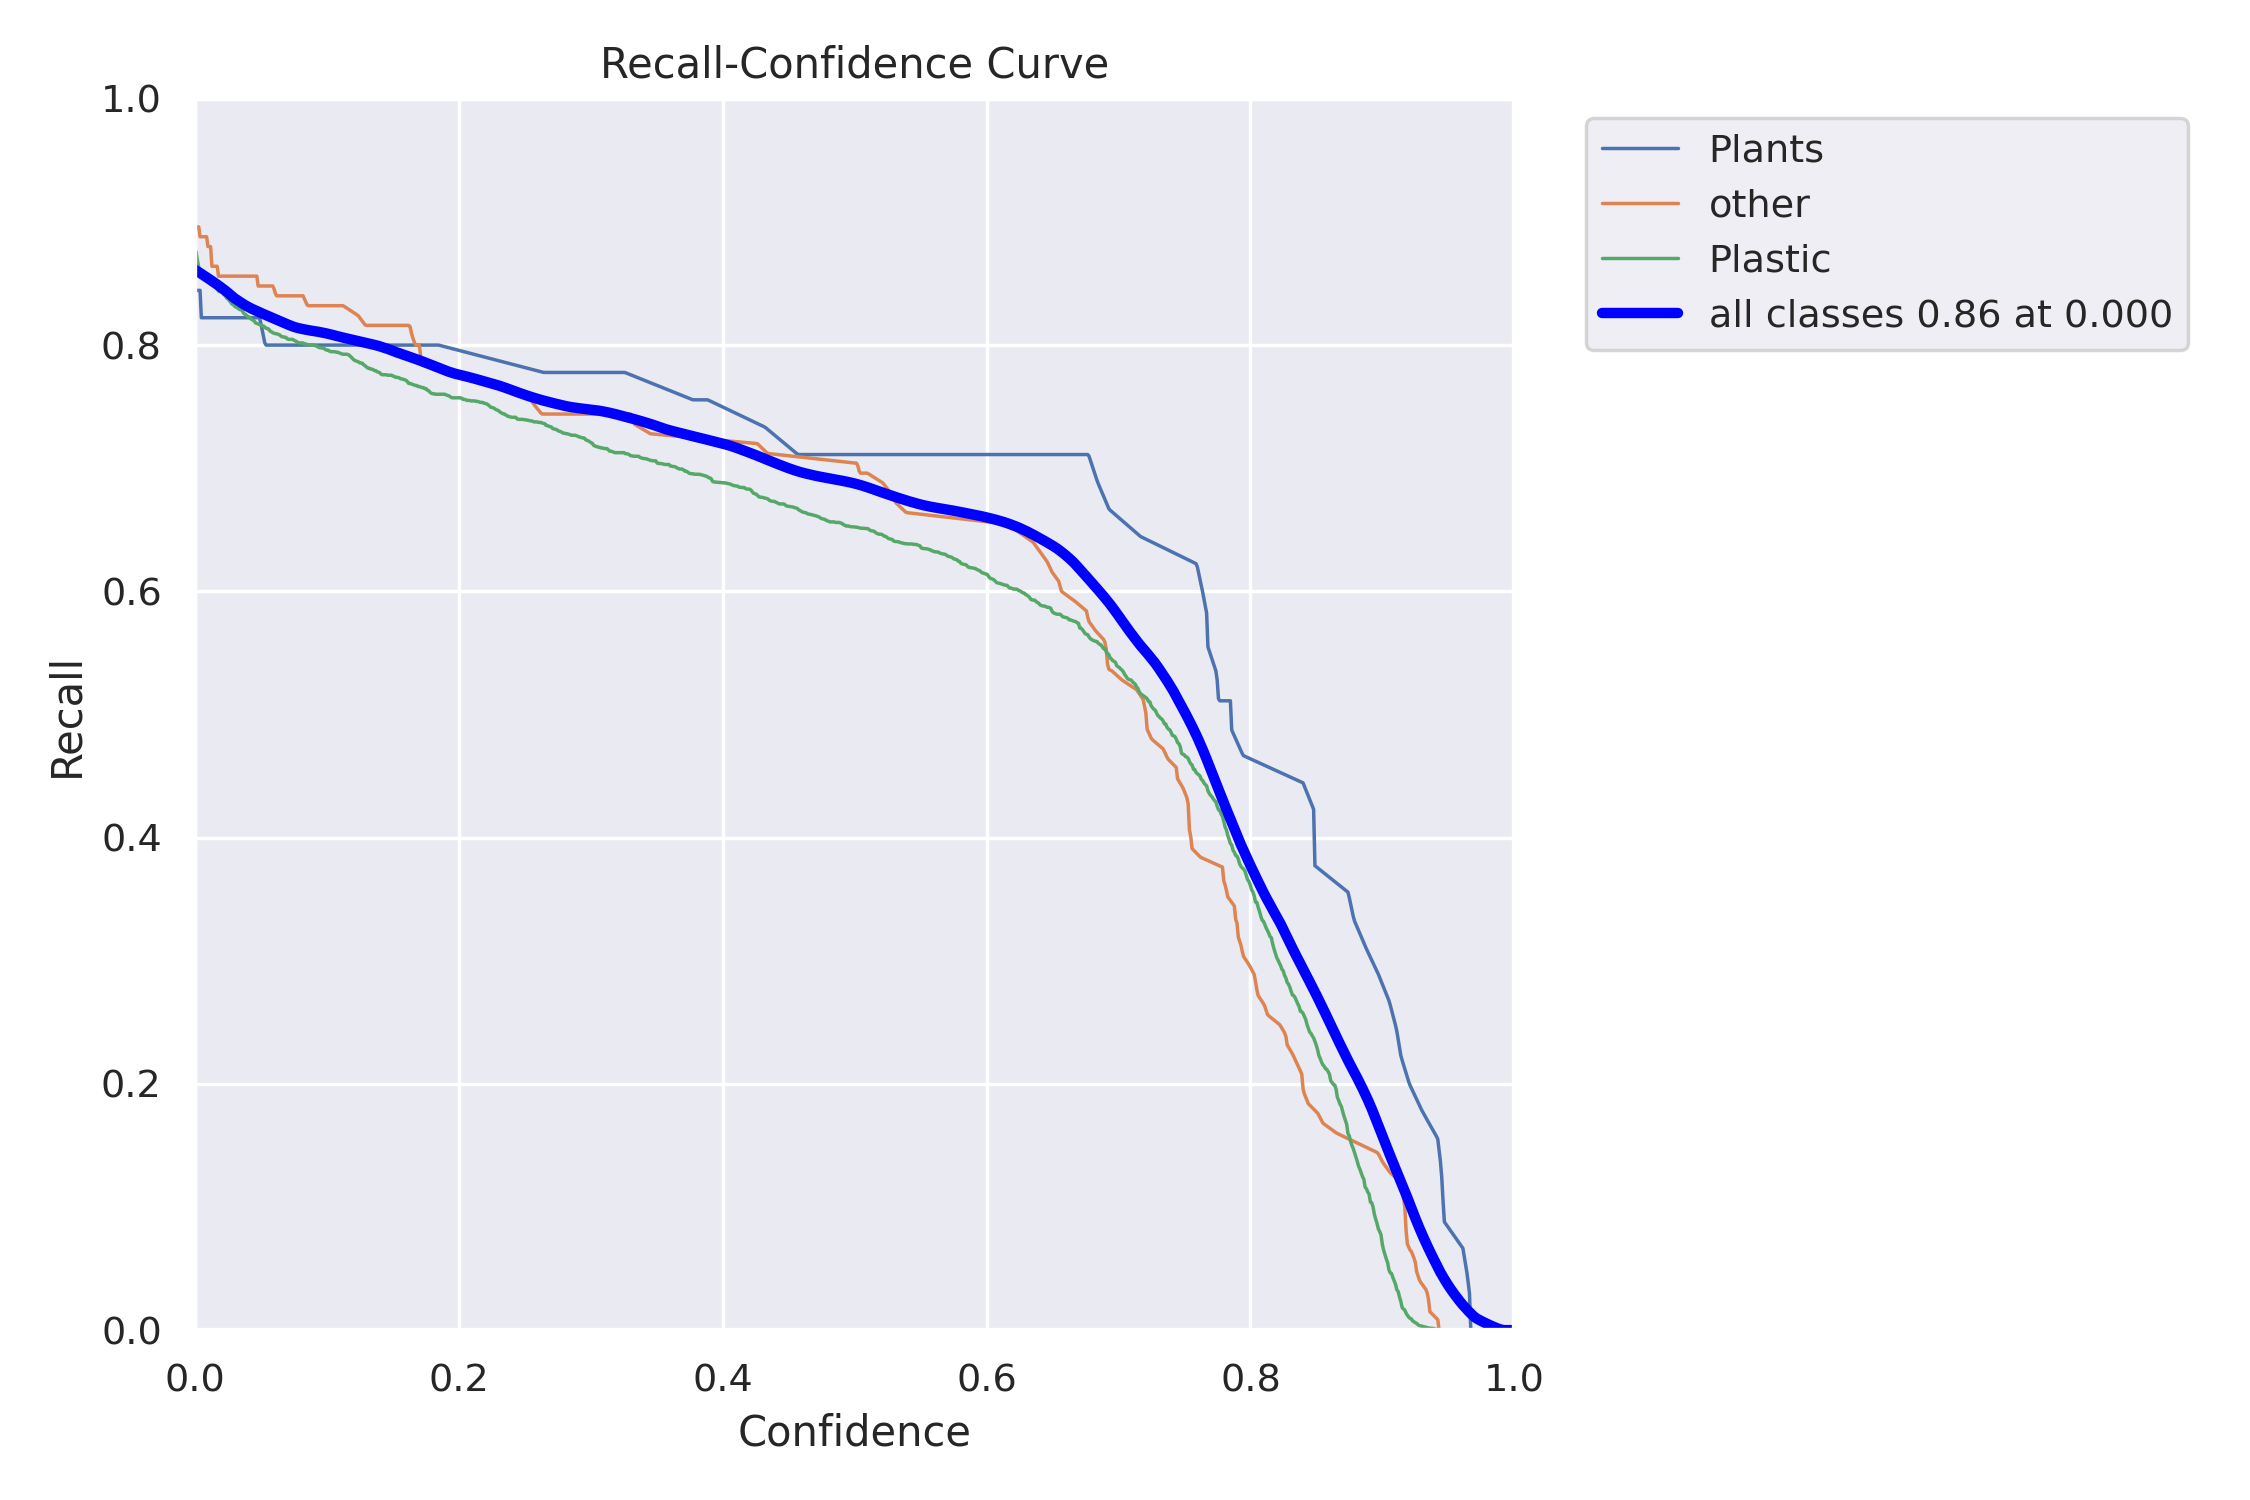 Recall-Confidence Curve
1.0
0.8
0.6
0.4
0.2
0.0
Recall
0.0 0.2 0.4 0.6 0.8 1.0
Confidence
Plants
other
Plastic
all classes 0.86 at 0.000